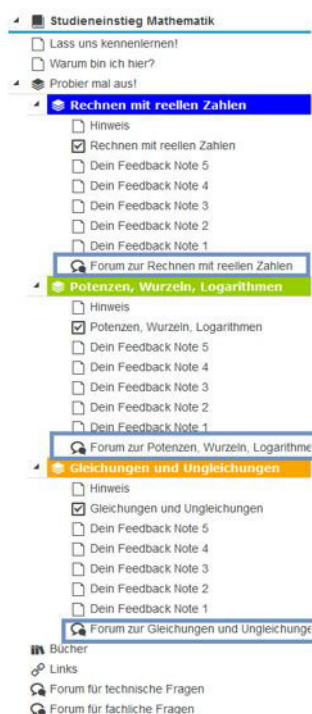 Studieneinstieg Mathematik
Lass uns kennenlernen!
Warum bin ich hier?
Probier mal aus!
Rechnen mit reellen Zahlen
Hinweis
Rechnen mit reellen Zahlen
Dein Feedback Note 5
Dein Feedback Note 4
Dein Feedback Note 3
Dein Feedback Note 2
Dein Feedback Note 1
Forum zur Rechnen mit reellen Zahlen
Potenzen, Wurzeln, Logarithmen
Hinweis
Potenzen, Wurzeln, Logarithmen
Dein Feedback Note 5
Dein Feedback Note 4
Dein Feedback Note 3
Dein Feedback Note 2
Dein Feedback Note 1
Forum zur Potenzen, Wurzeln, Logarithme
Gleichungen und Ungleichungen
Hinweis
Gleichungen und Ungleichungen
Dein Feedback Note 5
Dein Feedback Note 4
Dein Feedback Note 3
Dein Feedback Note 2
Dein Feedback Note 1
Forum zur Gleichungen und Ungleichunge
Bücher
Links
Forum für technische Fragen
Forum für fachliche Fragen